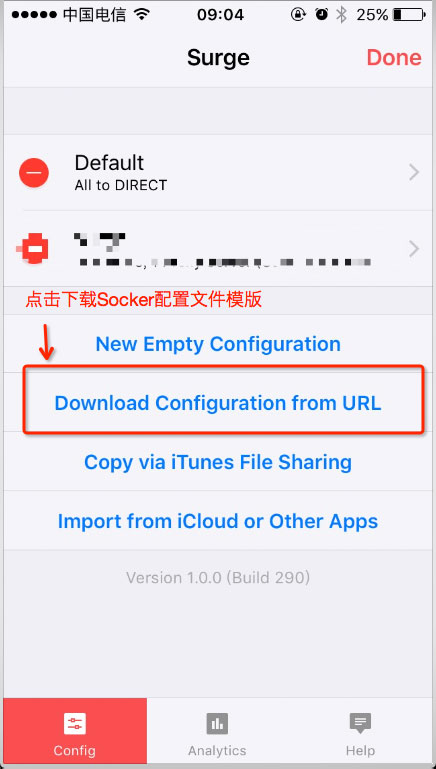 中国电信 09:04 25%
Surge Done
Default
All to DIRECT
点击下载Socker配置文件模版
New Empty Configuration
Download Configuration from URL
Copy via iTunes File Sharing
Import from iCloud or Other Apps
Version 1.0.0 (Build 290)
Config Analytics Help